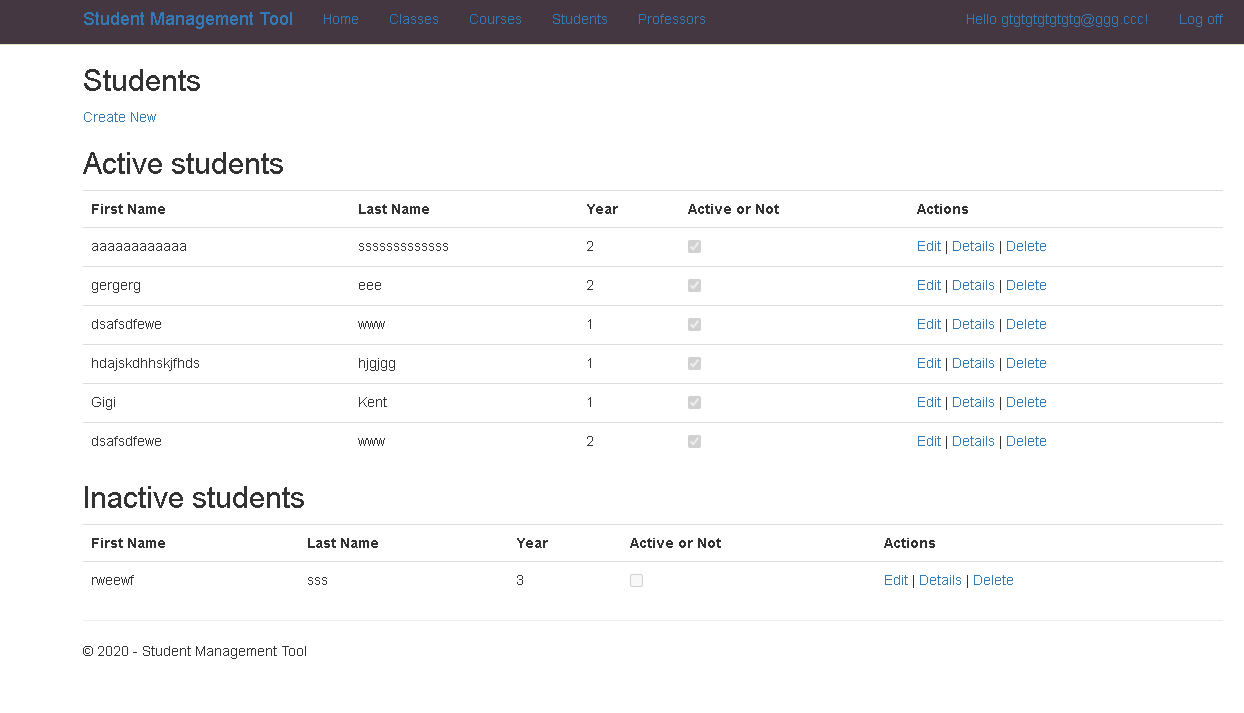 Student Management Tool Home Classes Courses Students Professors Hello gtgtgtgtgtgtg@ggg.ccc! Log off
Students
Create New
Active students
First Name Last Name Year Active or Not Actions
aaaaaaaaaaaa sssssssssssss 2 Edit | Details | Delete
gergerg eee 2 Edit | Details | Delete
dsafsdfewe www 1 Edit | Details | Delete
hdajskdhhskjfhds hjgjgg 1 Edit | Details | Delete
Gigi Kent 1 Edit | Details | Delete
dsafsdfewe www 2 Edit | Details | Delete
Inactive students
First Name Last Name Year Active or Not Actions
rweewf sss 3 Edit | Details | Delete
© 2020 - Student Management Tool